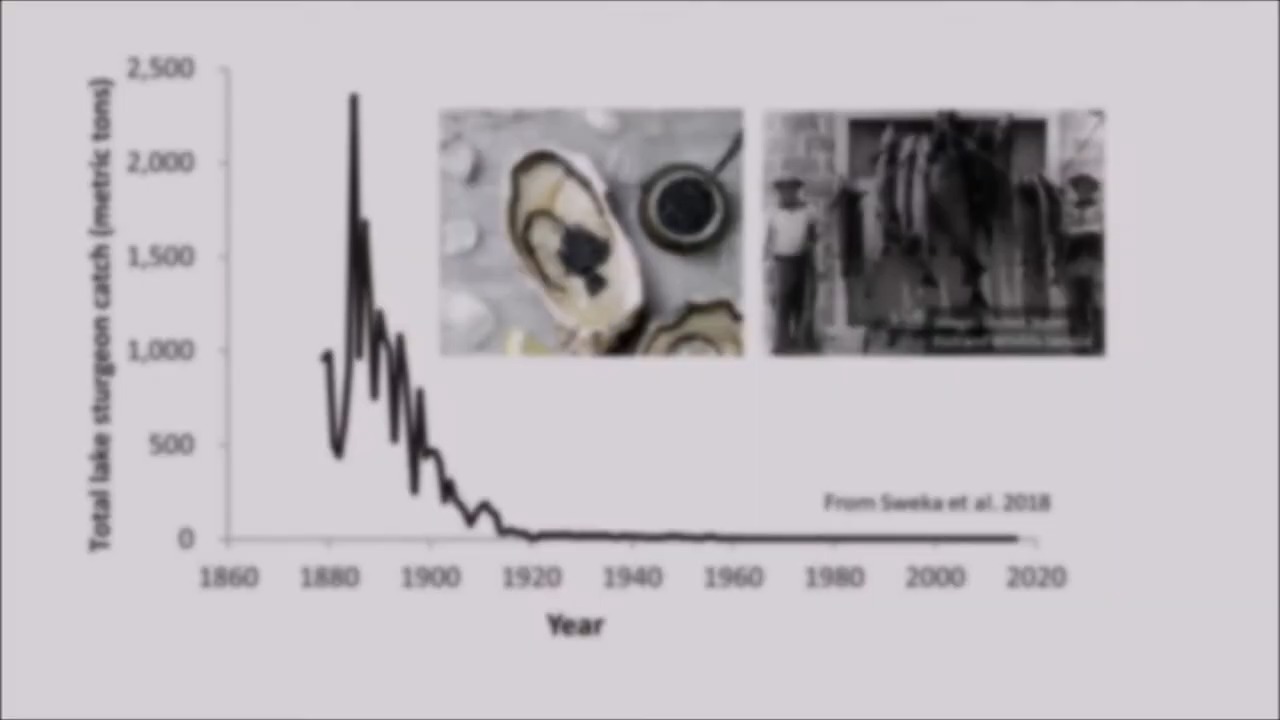 Total lake sturgeon catch (metric tons)
2,500
2,000
1,500
1,000
500
0
From Sweka et al. 2018
1860 1880 1900 1920 1940 1960 1980 2000 2020
Year